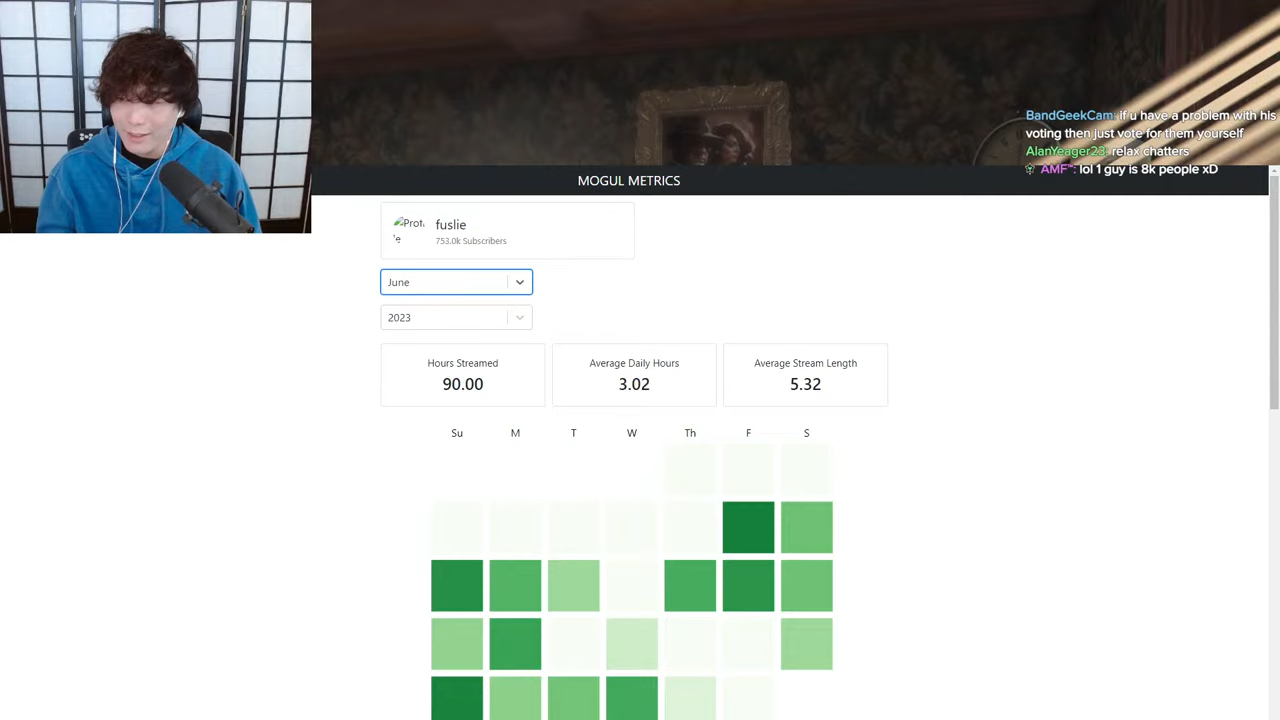 BandGeekCam: if u have a problem with his
voting then just vote for them yourself
AlanYeager23: relax chatters
AMF™: lol 1 guy is 8k people xD
MOGUL METRICS
fuslie
753.0k Subscribers
June
2023
Hours Streamed
90.00
Average Daily Hours
3.02
Average Stream Length
5.32
Su M T W Th F S